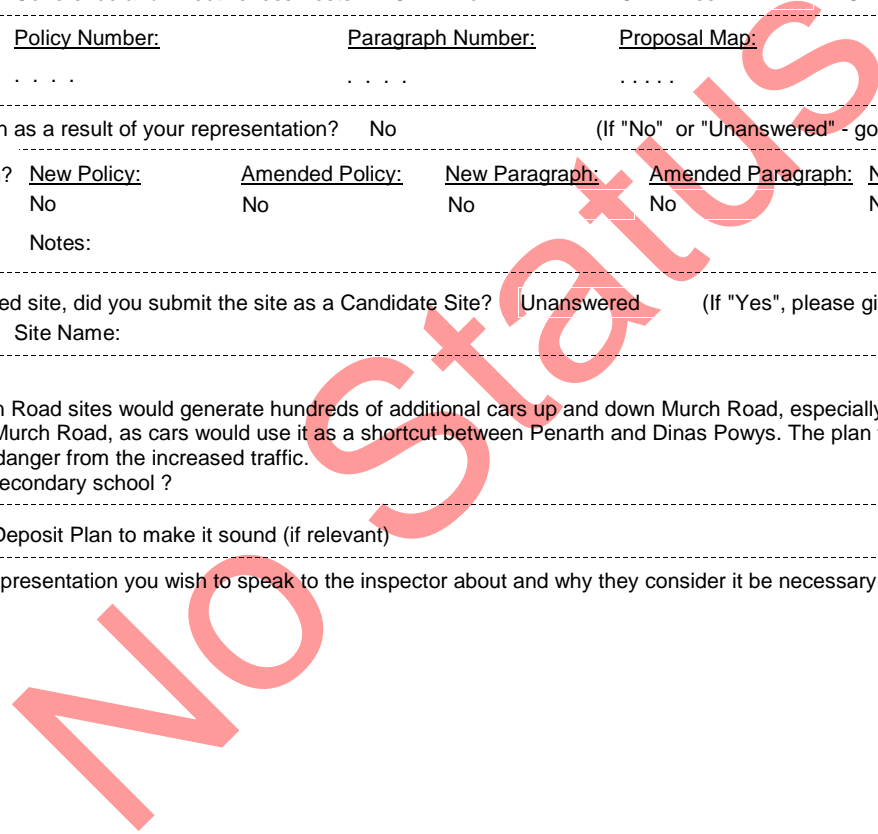 Policy Number: Paragraph Number: Proposal Map:
. . . . . . . . . . . . .
as a result of your representation? No (If "No" or "Unanswered" - go
? New Policy: Amended Policy: New Paragraph: Amended Paragraph: N
No No No No N
Notes:
ed site, did you submit the site as a Candidate Site? Unanswered (If "Yes", please gi
Site Name:
n Road sites would generate hundreds of additional cars up and down Murch Road, especially
Murch Road, as cars would use it as a shortcut between Penarth and Dinas Powys. The plan
danger from the increased traffic.
econdary school ?
Deposit Plan to make it sound (if relevant)
presentation you wish to speak to the inspector about and why they consider it be necessary
No Status